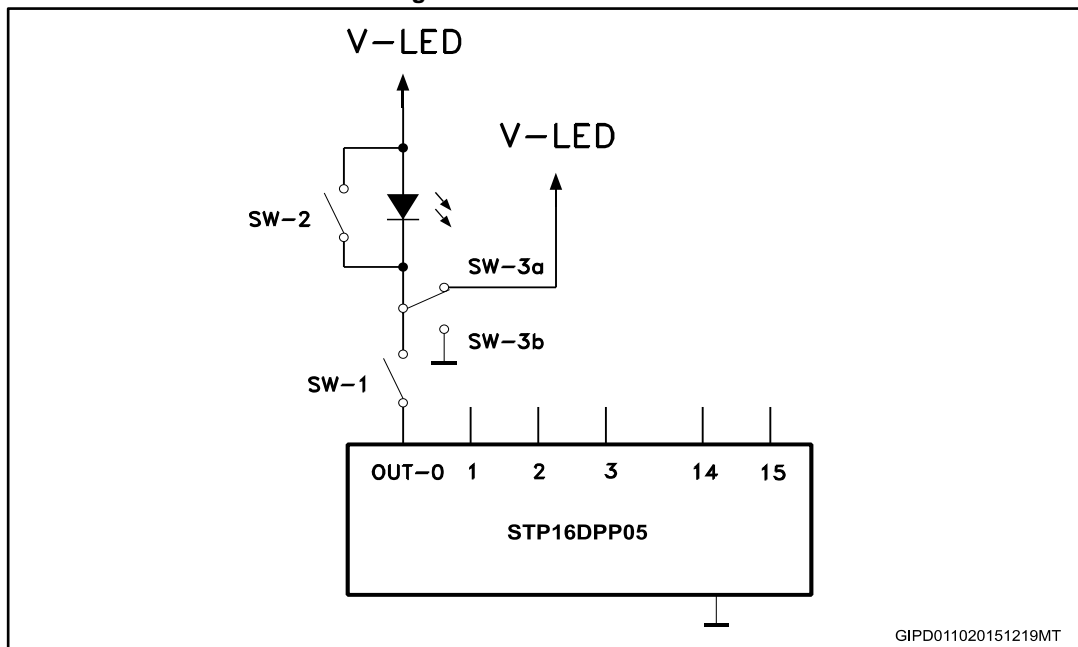 V-LED
V-LED
SW-2
SW-3a
SW-3b
SW-1
OUT-0 1 2 3 14 15
STP16DPP05
GIPD011020151219MT